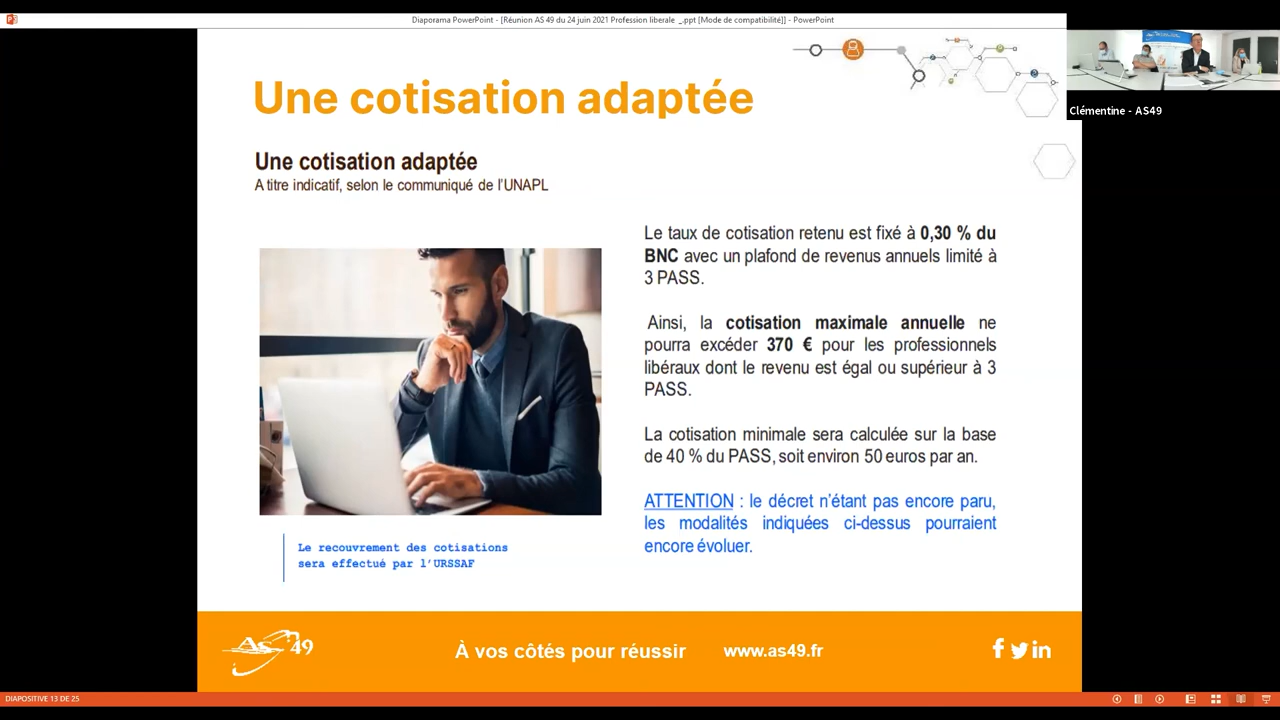 Diaporama PowerPoint - [Réunion AS 49 du 24 juin 2021 Profession liberale _.ppt [Mode de compatibilité]] - PowerPoint
Clémentine - AS49
Une cotisation adaptée
Une cotisation adaptée
A titre indicatif, selon le communiqué de l'UNAPL
Le taux de cotisation retenu est fixé à 0,30 % du
BNC avec un plafond de revenus annuels limité à
3 PASS.
Ainsi, la cotisation maximale annuelle ne
pourra excéder 370 € pour les professionnels
libéraux dont le revenu est égal ou supérieur à 3
PASS.
La cotisation minimale sera calculée sur la base
de 40 % du PASS, soit environ 50 euros par an.
ATTENTION : le décret n'étant pas encore paru,
les modalités indiquées ci-dessus pourraient
encore évoluer.
Le recouvrement des cotisations
sera effectué par l'URSSAF
As 49
À vos côtés pour réussir
www.as49.fr
DIAPOSITIVE 13 DE 25